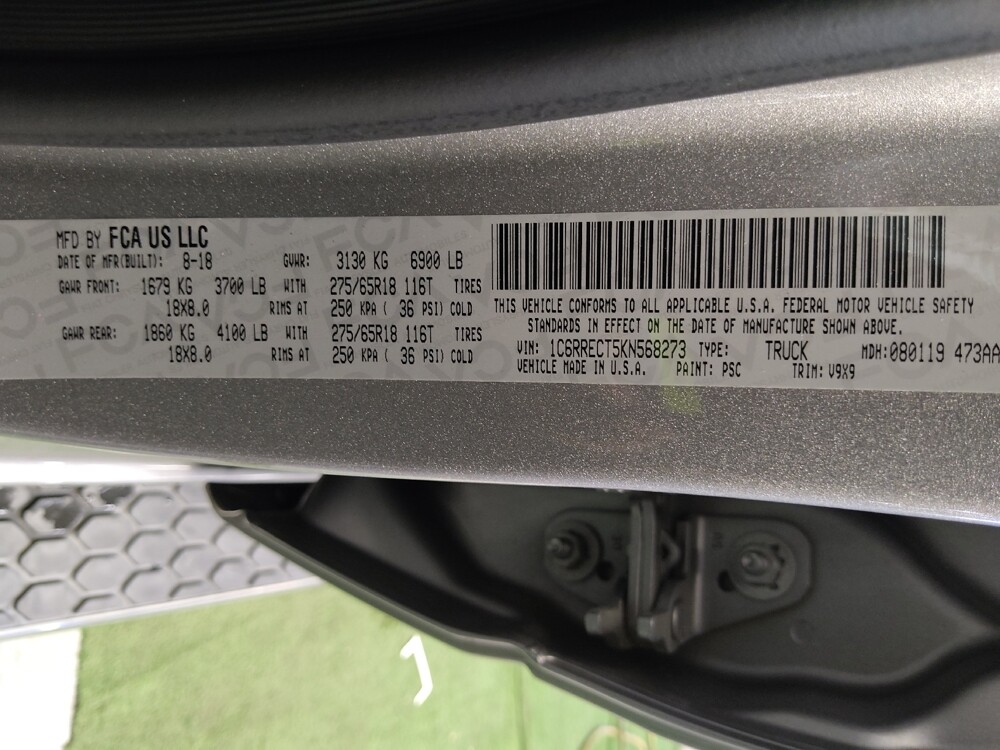 MFD BY FCA US LLC
DATE OF MFR(BUILT): 8-18 GVWR: 3130 KG 6900 LB
GAWR FRONT: 1679 KG 3700 LB WITH 275/65R18 116T TIRES
18X8.0 RIMS AT 250 KPA ( 36 PSI) COLD
GAWR REAR: 1860 KG 4100 LB WITH 275/65R18 116T TIRES
18X8.0 RIMS AT 250 KPA ( 36 PSI) COLD
THIS VEHICLE CONFORMS TO ALL APPLICABLE U.S.A. FEDERAL MOTOR VEHICLE SAFETY
STANDARDS IN EFFECT ON THE DATE OF MANUFACTURE SHOWN ABOVE.
VIN: 1C6RRECT5KN568273 TYPE: TRUCK MDH:080119 473AA
VEHICLE MADE IN U.S.A. PAINT: PSC TRIM: V9X9